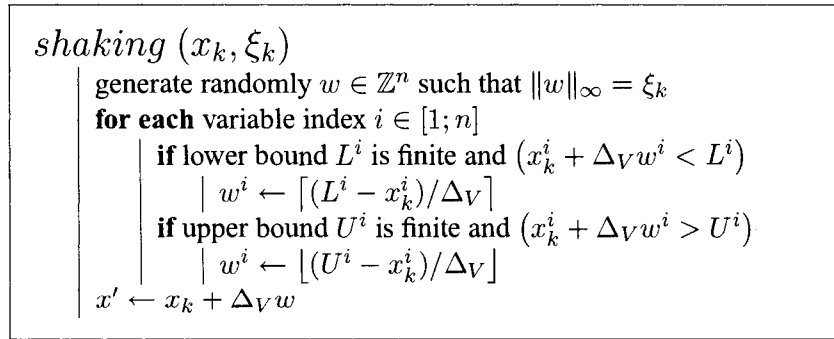 shaking (x_k, ξ_k)
generate randomly w ∈ ℤ^n such that ‖w‖_∞ = ξ_k
for each variable index i ∈ [1; n]
if lower bound L^i is finite and (x_k^i + Δ_V w^i < L^i)
w^i ← ⌈(L^i − x_k^i)/Δ_V⌉
if upper bound U^i is finite and (x_k^i + Δ_V w^i > U^i)
w^i ← ⌊(U^i − x_k^i)/Δ_V⌋
x′ ← x_k + Δ_V w